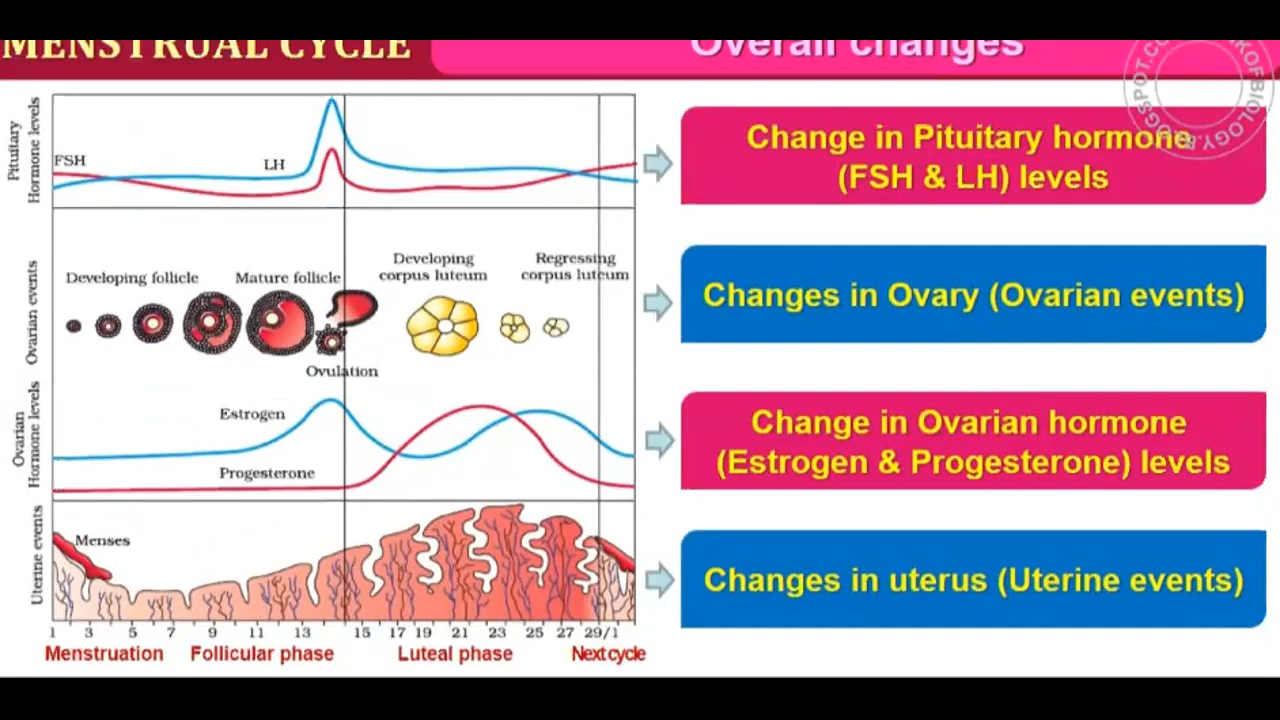 MENSTRUAL CYCLE
Overall changes
Pituitary
Hormone levels
FSH
LH
Change in Pituitary hormone
(FSH & LH) levels
Ovarian events
Developing follicle
Mature follicle
Developing
corpus luteum
Regressing
corpus luteum
Ovulation
Changes in Ovary (Ovarian events)
Ovarian
Hormone levels
Estrogen
Progesterone
Change in Ovarian hormone
(Estrogen & Progesterone) levels
Uterine events
Menses
Changes in uterus (Uterine events)
1 3 5 7 9 11 13 15 17 19 21 23 25 27 29/1
Menstruation Follicular phase Luteal phase Next cycle